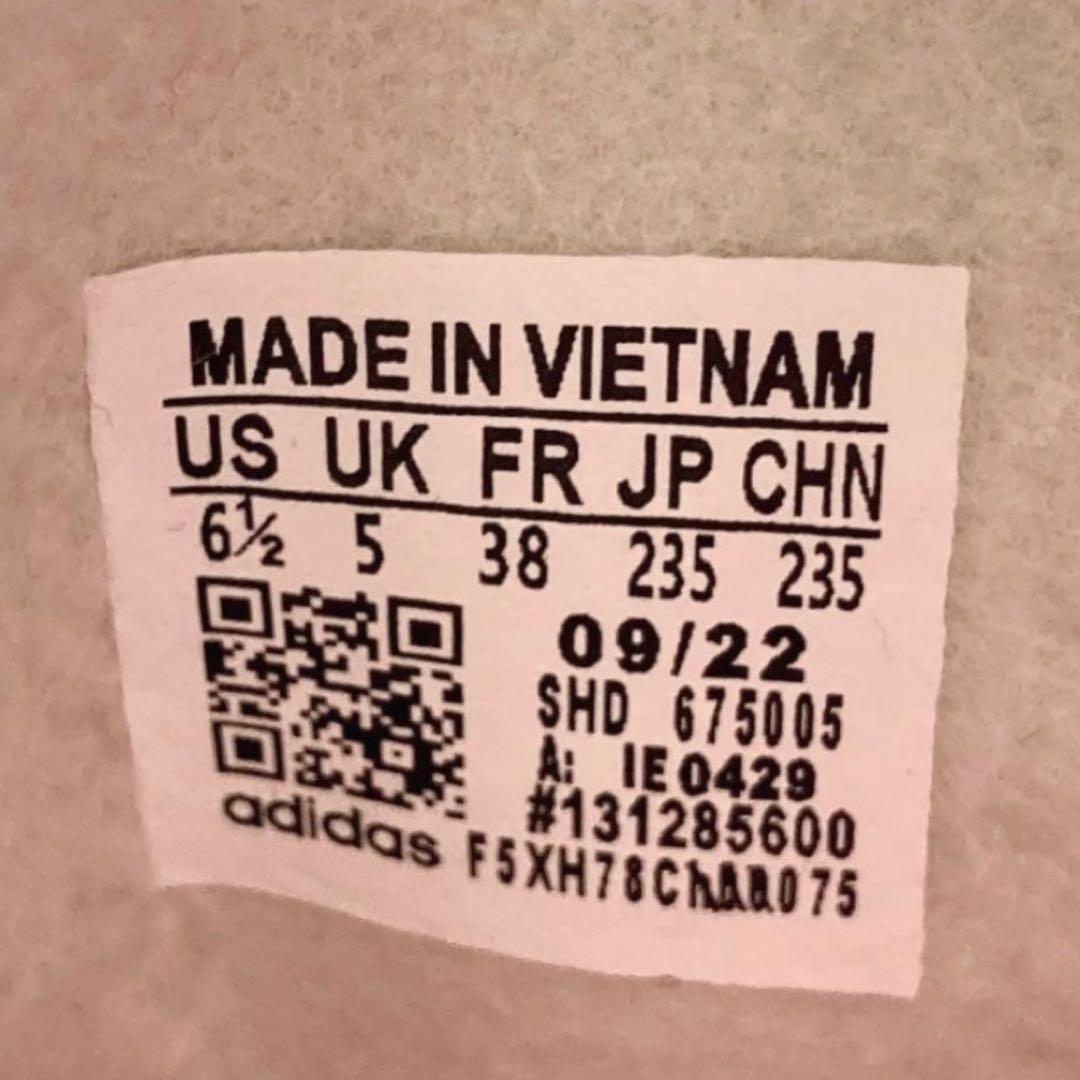 MADE IN VIETNAM
US UK FR JP CHN
6½ 5 38 235 235
09/22
SHD 675005
A: IE0429
#131285600
adidas